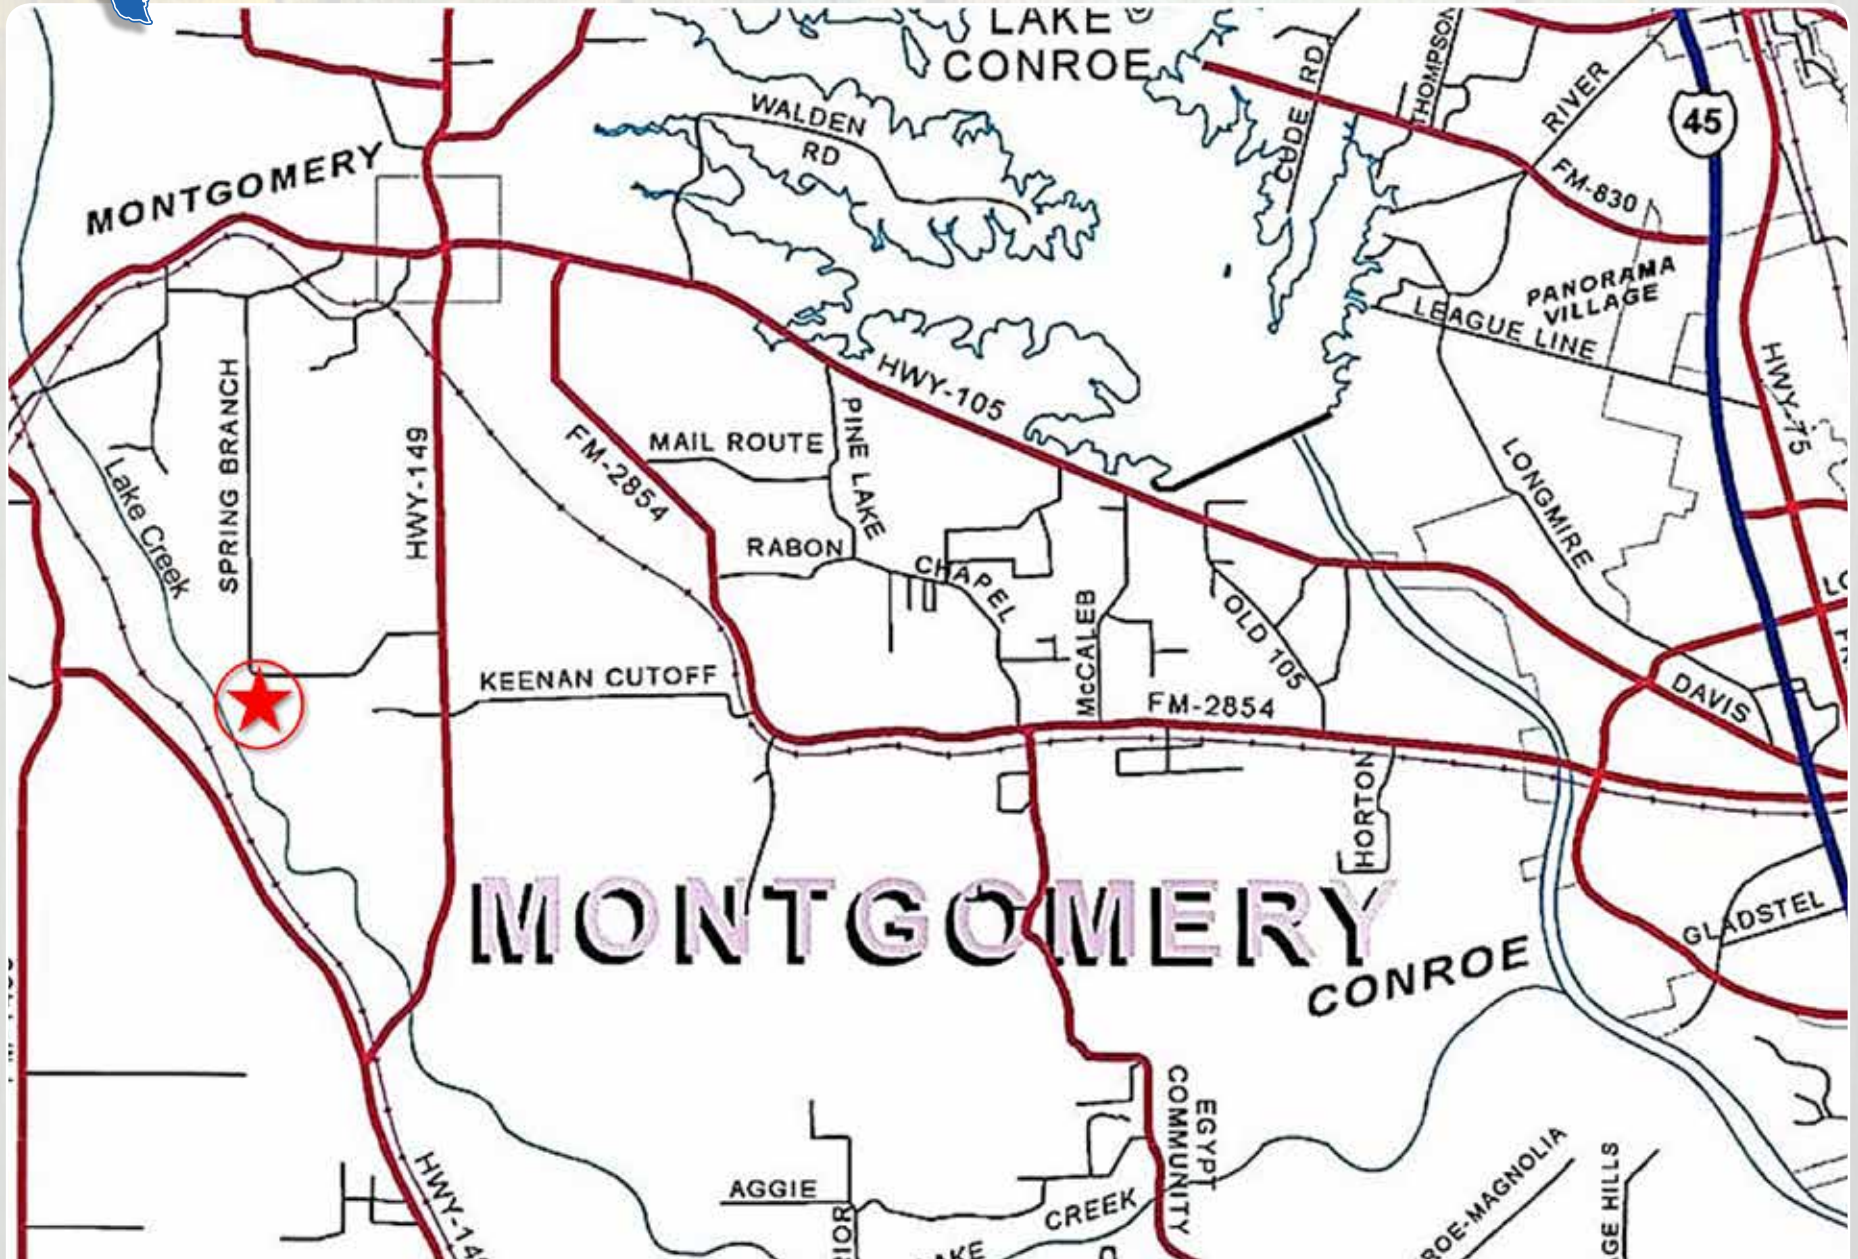 LAKE
CONROE
CUDE RD
THOMPSON
RIVER
45
WALDEN
RD
MONTGOMERY
FM-830
PANORAMA
VILLAGE
LEAGUE LINE
HWY-75
HWY-105
SPRING BRANCH
HWY-149
Lake Creek
FM-2854
MAIL ROUTE
PINE LAKE
LONGMIRE
RABON
CHAPEL
McCALEB
OLD 105
KEENAN CUTOFF
FM-2854
DAVIS
HORTON
MONTGOMERY
CONROE
GLADSTEL
EGYPT
COMMUNITY
AGGIE
CREEK